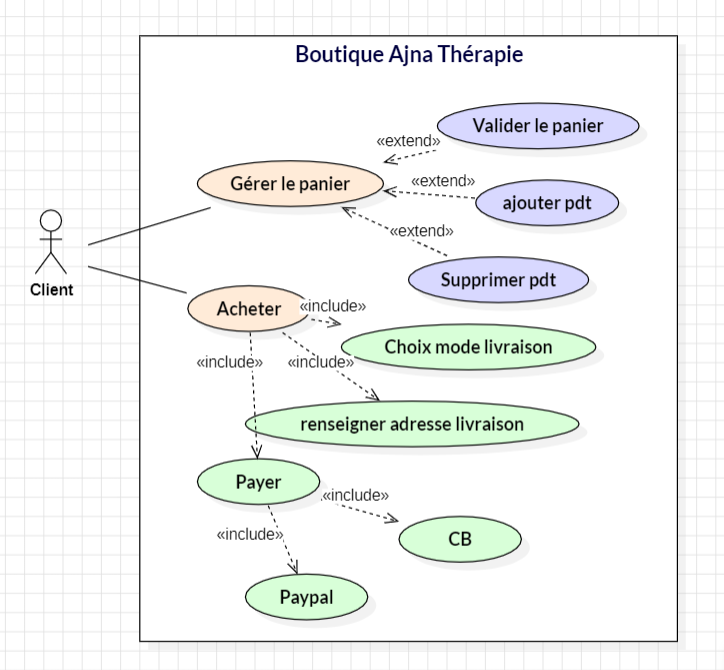 Boutique Ajna Thérapie
Valider le panier
«extend»
Gérer le panier
«extend»
ajouter pdt
«extend»
Supprimer pdt
Client
Acheter
«include»
Choix mode livraison
«include»
«include»
renseigner adresse livraison
Payer
«include»
CB
«include»
Paypal